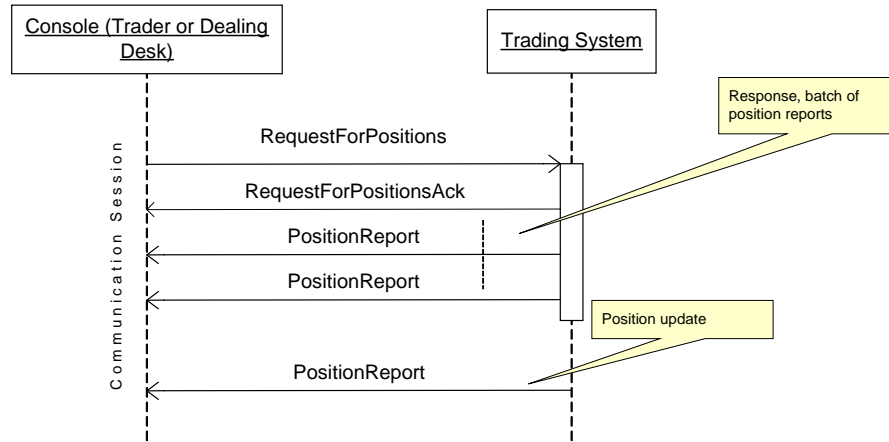 Console (Trader or Dealing
Desk)
Trading System
Response, batch of
position reports
RequestForPositions
RequestForPositionsAck
PositionReport
PositionReport
Position update
PositionReport
Communication Session